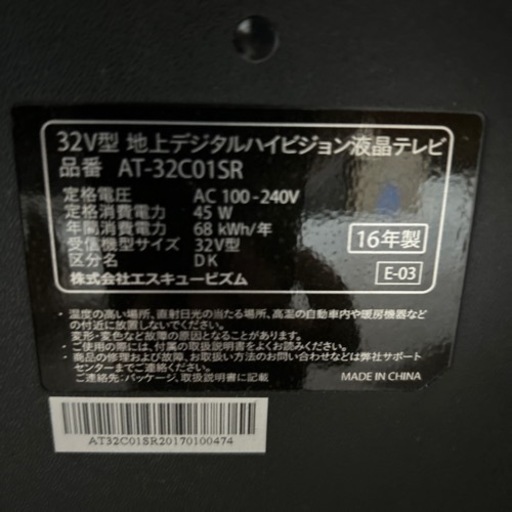 32V型 地上デジタルハイビジョン液晶テレビ
品番 AT-32C01SR
定格電圧 AC 100-240V
定格消費電力 45 W
年間消費電力 68 kWh/年
受信機型サイズ 32V型
区分名 DK
16年製
株式会社エスキュービズム
E-03
・温度の高い場所、直射日光の当たる場所、高温の自動車内や暖房機器など
の付近に放置しないでください。
変形・変色など故障の原因となることがあります。
・ご使用の際には、付属の取扱説明書をよくお読みください。
・商品の修理および故障、お取扱いのお問い合わせなどは弊社サポート
センターまでご連絡ください。
ご連絡先:パッケージ、取扱説明書に記載
MADE IN CHINA
AT32C01SR20170100474